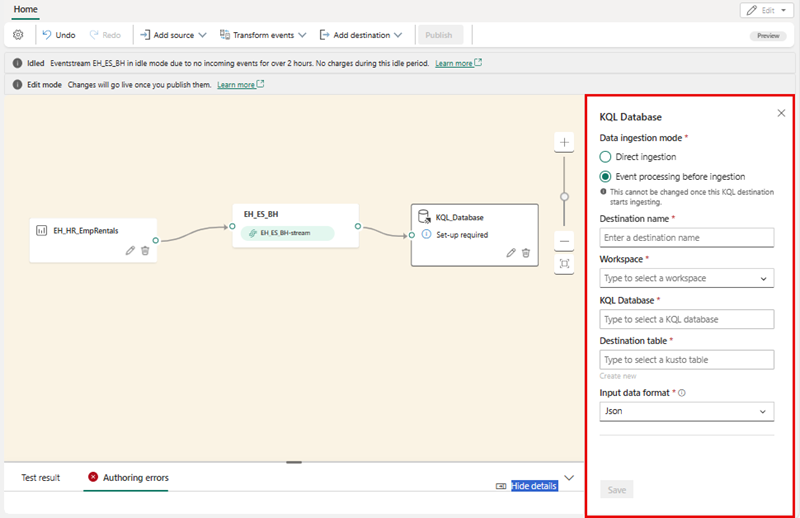 Home
Edit
Undo
Redo
Add source
Transform events
Add destination
Publish
Preview
Idled Eventstream EH_ES_BH in idle mode due to no incoming events for over 2 hours. No charges during this idle period. Learn more
Edit mode Changes will go live once you publish them. Learn more
EH_HR_EmpRentals
EH_ES_BH
EH_ES_BH-stream
KQL_Database
Set-up required
Test result
Authoring errors
Hide details
KQL Database
Data ingestion mode *
Direct ingestion
Event processing before ingestion
This cannot be changed once this KQL destination
starts ingesting.
Destination name *
Enter a destination name
Workspace *
Type to select a workspace
KQL Database *
Type to select a KQL database
Destination table *
Type to select a kusto table
Create new
Input data format *
Json
Save